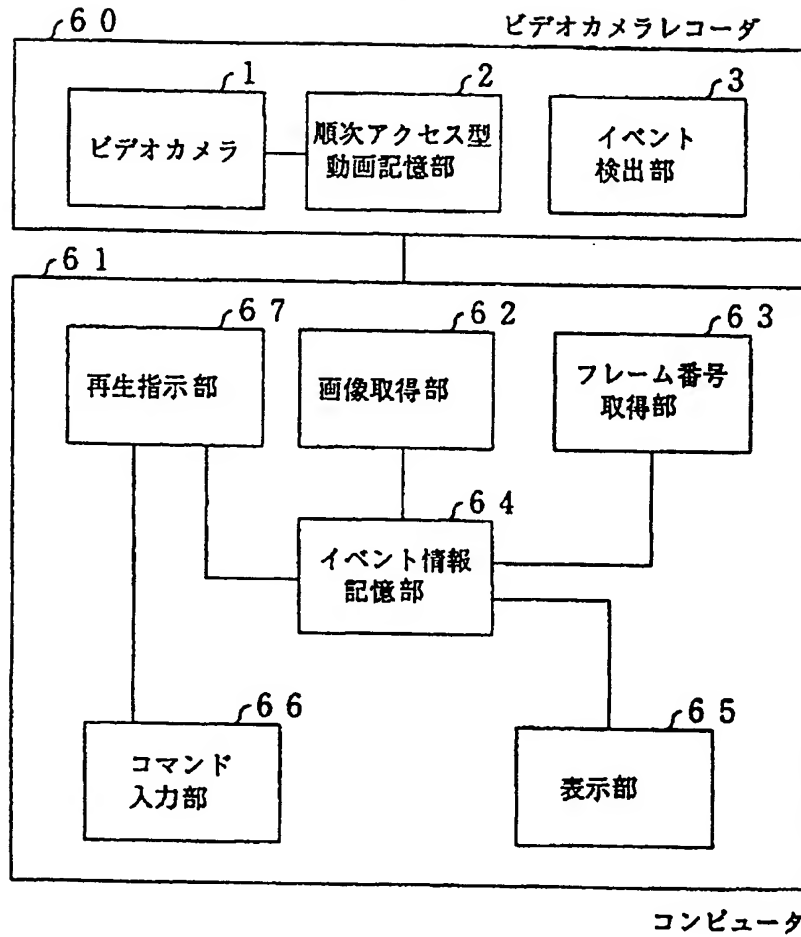 60
ビデオカメラレコーダ
1
2
3
ビデオカメラ
順次アクセス型
動画記憶部
イベント
検出部
61
67
62
63
再生指示部
画像取得部
フレーム番号
取得部
64
イベント情報
記憶部
66
65
コマンド
入力部
表示部
コンピュータ